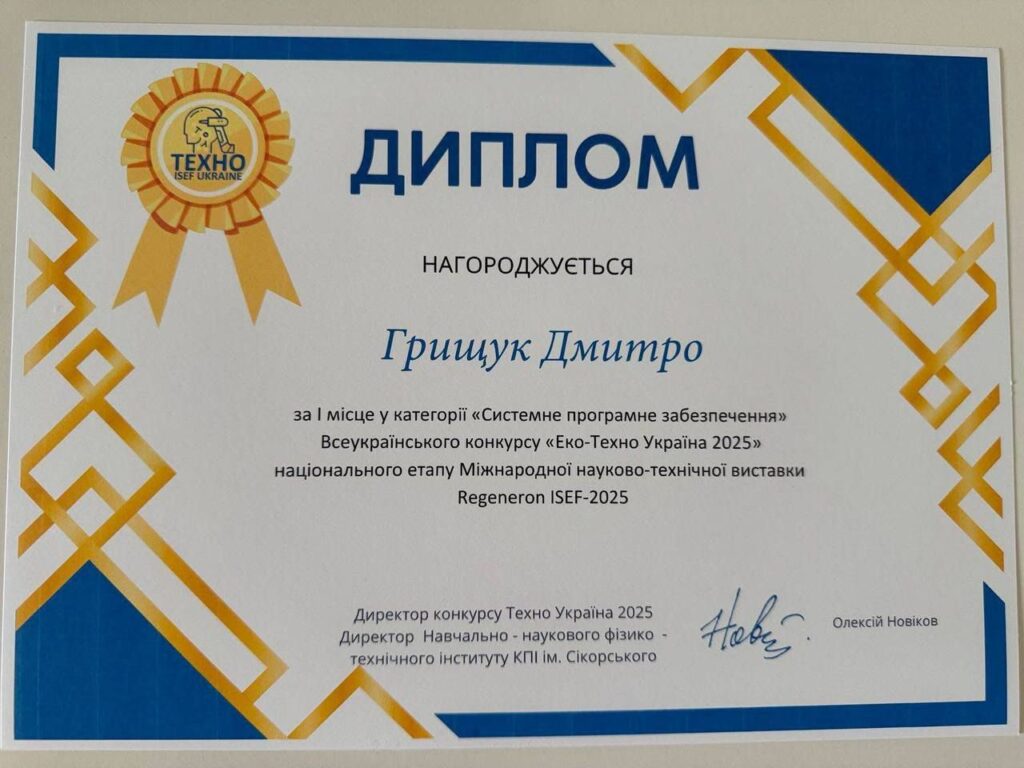 ТЕХНО
ISEF UKRAINE
ДИПЛОМ
НАГОРОДЖУЄТЬСЯ
Грищук Дмитро
за І місце у категорії «Системне програмне забезпечення»
Всеукраїнського конкурсу «Еко-Техно Україна 2025»
національного етапу Міжнародної науково-технічної виставки
Regeneron ISEF-2025
Директор конкурсу Техно Україна 2025
Директор Навчально - наукового фізико -
технічного інституту КПІ ім. Сікорського
Олексій Новіков